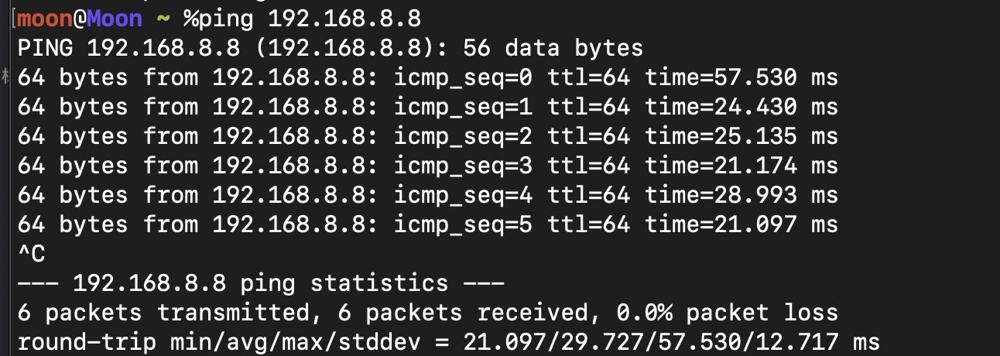 [moon@Moon ~ %ping 192.168.8.8
PING 192.168.8.8 (192.168.8.8): 56 data bytes
64 bytes from 192.168.8.8: icmp_seq=0 ttl=64 time=57.530 ms
64 bytes from 192.168.8.8: icmp_seq=1 ttl=64 time=24.430 ms
64 bytes from 192.168.8.8: icmp_seq=2 ttl=64 time=25.135 ms
64 bytes from 192.168.8.8: icmp_seq=3 ttl=64 time=21.174 ms
64 bytes from 192.168.8.8: icmp_seq=4 ttl=64 time=28.993 ms
64 bytes from 192.168.8.8: icmp_seq=5 ttl=64 time=21.097 ms
^C
--- 192.168.8.8 ping statistics ---
6 packets transmitted, 6 packets received, 0.0% packet loss
round-trip min/avg/max/stddev = 21.097/29.727/57.530/12.717 ms